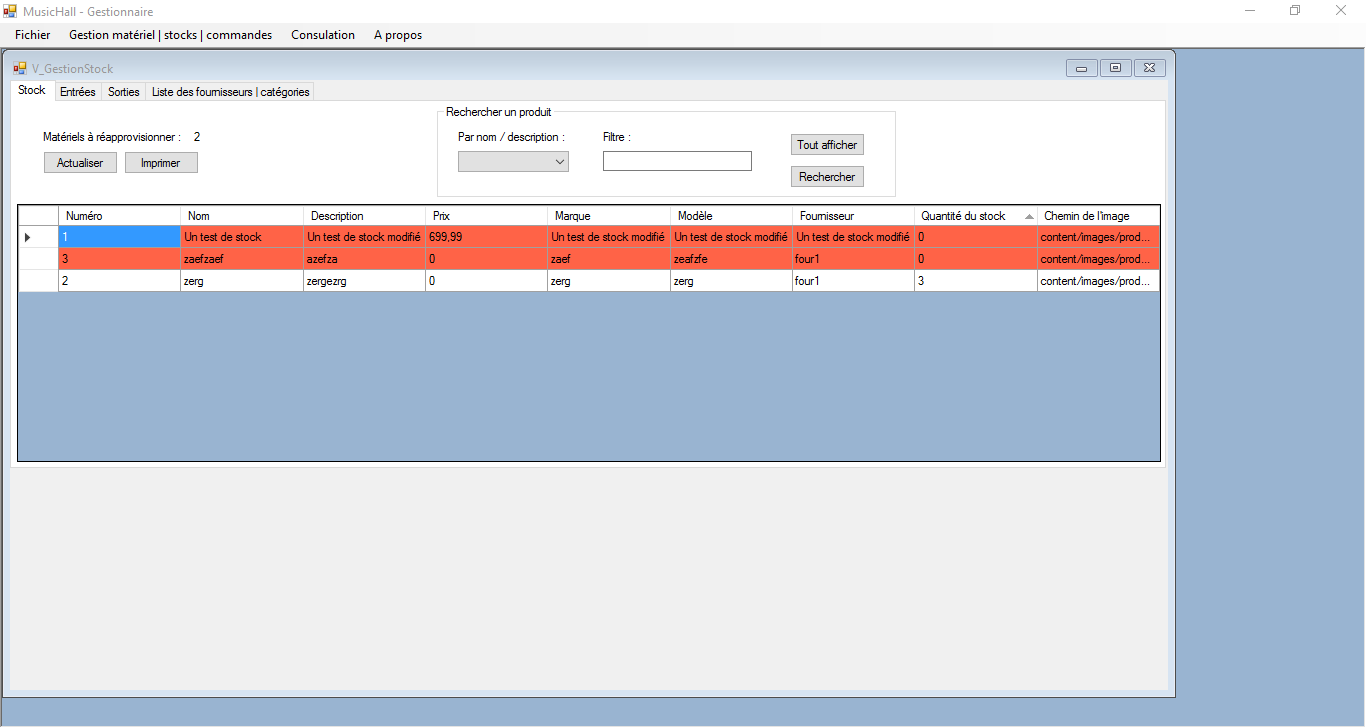 MusicHall - Gestionnaire
Fichier Gestion matériel | stocks | commandes Consulation A propos
V_GestionStock
Stock Entrées Sorties Liste des fournisseurs | catégories
Rechercher un produit
Matériels à réapprovisionner : 2 Par nom / description : Filtre : Tout afficher
Actualiser Imprimer Rechercher
Numéro Nom Description Prix Marque Modèle Fournisseur Quantité du stock Chemin de l'image
1 Un test de stock Un test de stock modifié 699,99 Un test de stock modifié Un test de stock modifié Un test de stock modifié 0 content/images/prod...
3 zaefzaef azefza 0 zaef zeafzfe four1 0 content/images/prod...
2 zerg zergezrg 0 zerg zerg four1 3 content/images/prod...